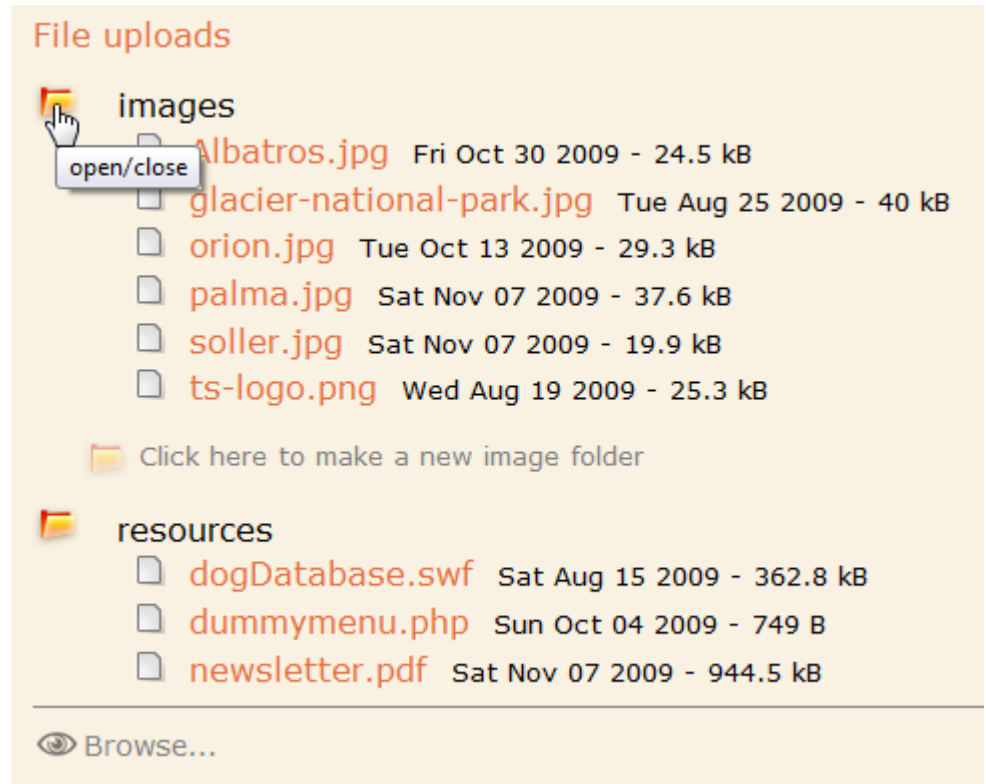 File uploads
images
Albatros.jpg Fri Oct 30 2009 - 24.5 kB
open/close
glacier-national-park.jpg Tue Aug 25 2009 - 40 kB
orion.jpg Tue Oct 13 2009 - 29.3 kB
palma.jpg Sat Nov 07 2009 - 37.6 kB
soller.jpg Sat Nov 07 2009 - 19.9 kB
ts-logo.png Wed Aug 19 2009 - 25.3 kB
Click here to make a new image folder
resources
dogDatabase.swf Sat Aug 15 2009 - 362.8 kB
dummymenu.php Sun Oct 04 2009 - 749 B
newsletter.pdf Sat Nov 07 2009 - 944.5 kB
Browse...